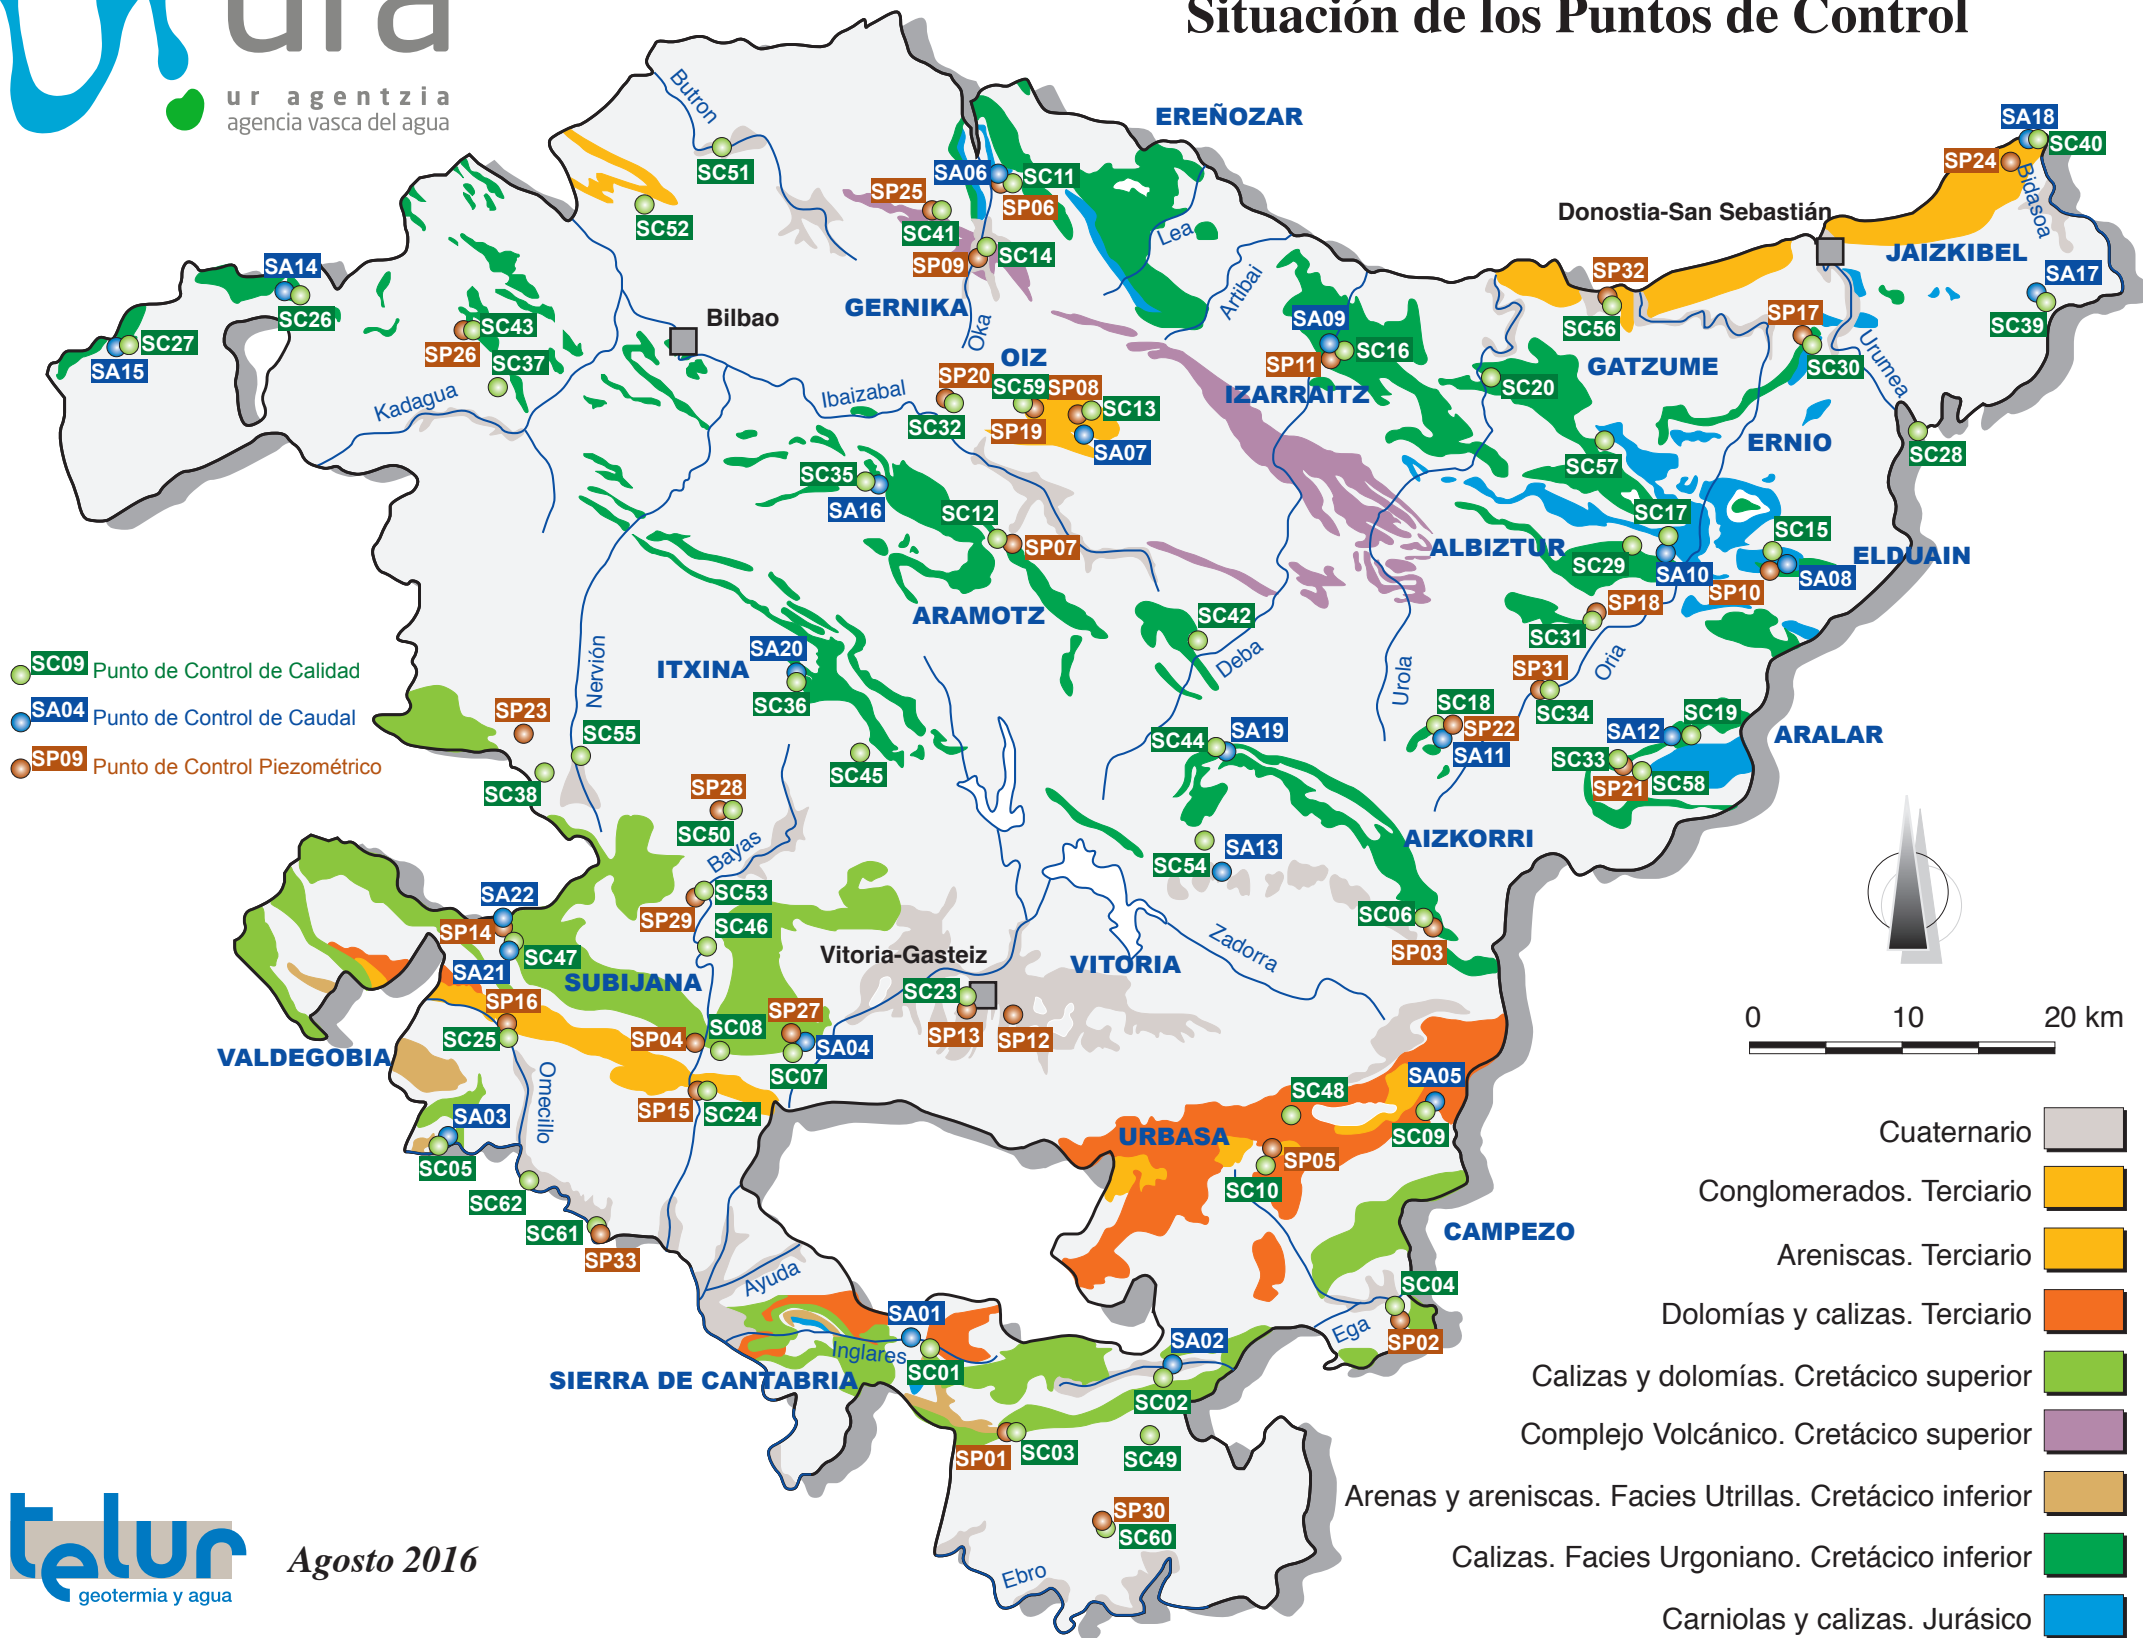 Situación de los Puntos de Control
ura
ur agentzia
agencia vasca del agua
Butron
EREÑOZAR
SA18
SC40
SP24
Bidasoa
SC51
SA06
SC11
SP25
SP06
SC52
SC41
Lea
Donostia-San Sebastián
SC14
SP09
JAIZKIBEL
SA14
SP32
SA17
Artibai
GERNIKA
SC26
SA09
SP17
SC43
Bilbao
SC56
SC39
SC27
SP26
Oka
SC16
SC37
OIZ
SP11
GATZUME
SC30
Urumea
SA15
SP20
SC59
SP08
SC20
IZARRAITZ
Kadagua
Ibaizabal
SC13
SC32
SP19
ERNIO
SA07
SC28
SC57
SC35
SA16
SC12
SC17
SC15
SP07
ALBIZTUR
ELDUAIN
SC29
SA10
SA08
SP10
SP18
ARAMOTZ
SC42
SC31
SA20
Deba
Oria
SC09
Punto de Control de Calidad
Nervión
ITXINA
Urola
SP31
SC36
SC18
SC34
SA04
Punto de Control de Caudal
SP23
SC19
SC55
SC44
SA19
SP22
SA12
ARALAR
SA11
SC33
SP09
Punto de Control Piezométrico
SC45
SC38
SP28
SP21
SC58
SC50
Bayas
AIZKORRI
SA13
SC54
SA22
SC53
SP29
SC06
SP14
SC46
SC47
Vitoria-Gasteiz
Zadorra
SP03
SA21
VITORIA
SUBIJANA
SC23
SP16
SP27
0 10 20 km
SC25
SP04
SC08
SA04
SP13
SP12
VALDEGOBIA
SC07
SA05
Omecillo
SC48
SP15
SC24
SA03
Cuaternario
URBASA
SC09
SC05
SP05
SC10
Conglomerados. Terciario
SC62
SC61
CAMPEZO
SP33
Areniscas. Terciario
Ayuda
SC04
SA01
Dolomías y calizas. Terciario
Ega
SP02
SA02
Inglares
SC01
Calizas y dolomías. Cretácico superior
SIERRA DE CANTABRIA
SC02
Complejo Volcánico. Cretácico superior
SP01
SC03
SC49
Arenas y areniscas. Facies Utrillas. Cretácico inferior
SP30
SC60
telur
geotermia y agua
Agosto 2016
Ebro
Calizas. Facies Urgoniano. Cretácico inferior
Carniolas y calizas. Jurásico